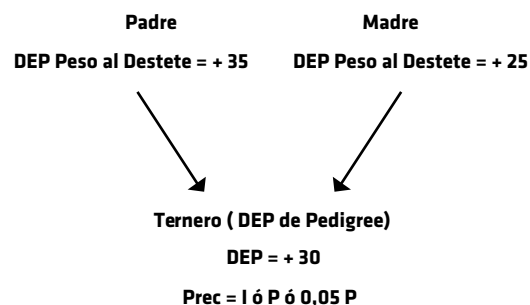 Padre
Madre
DEP Peso al Destete = + 35
DEP Peso al Destete = + 25
Ternero ( DEP de Pedigree)
DEP = + 30
Prec = I ó P ó 0,05 P